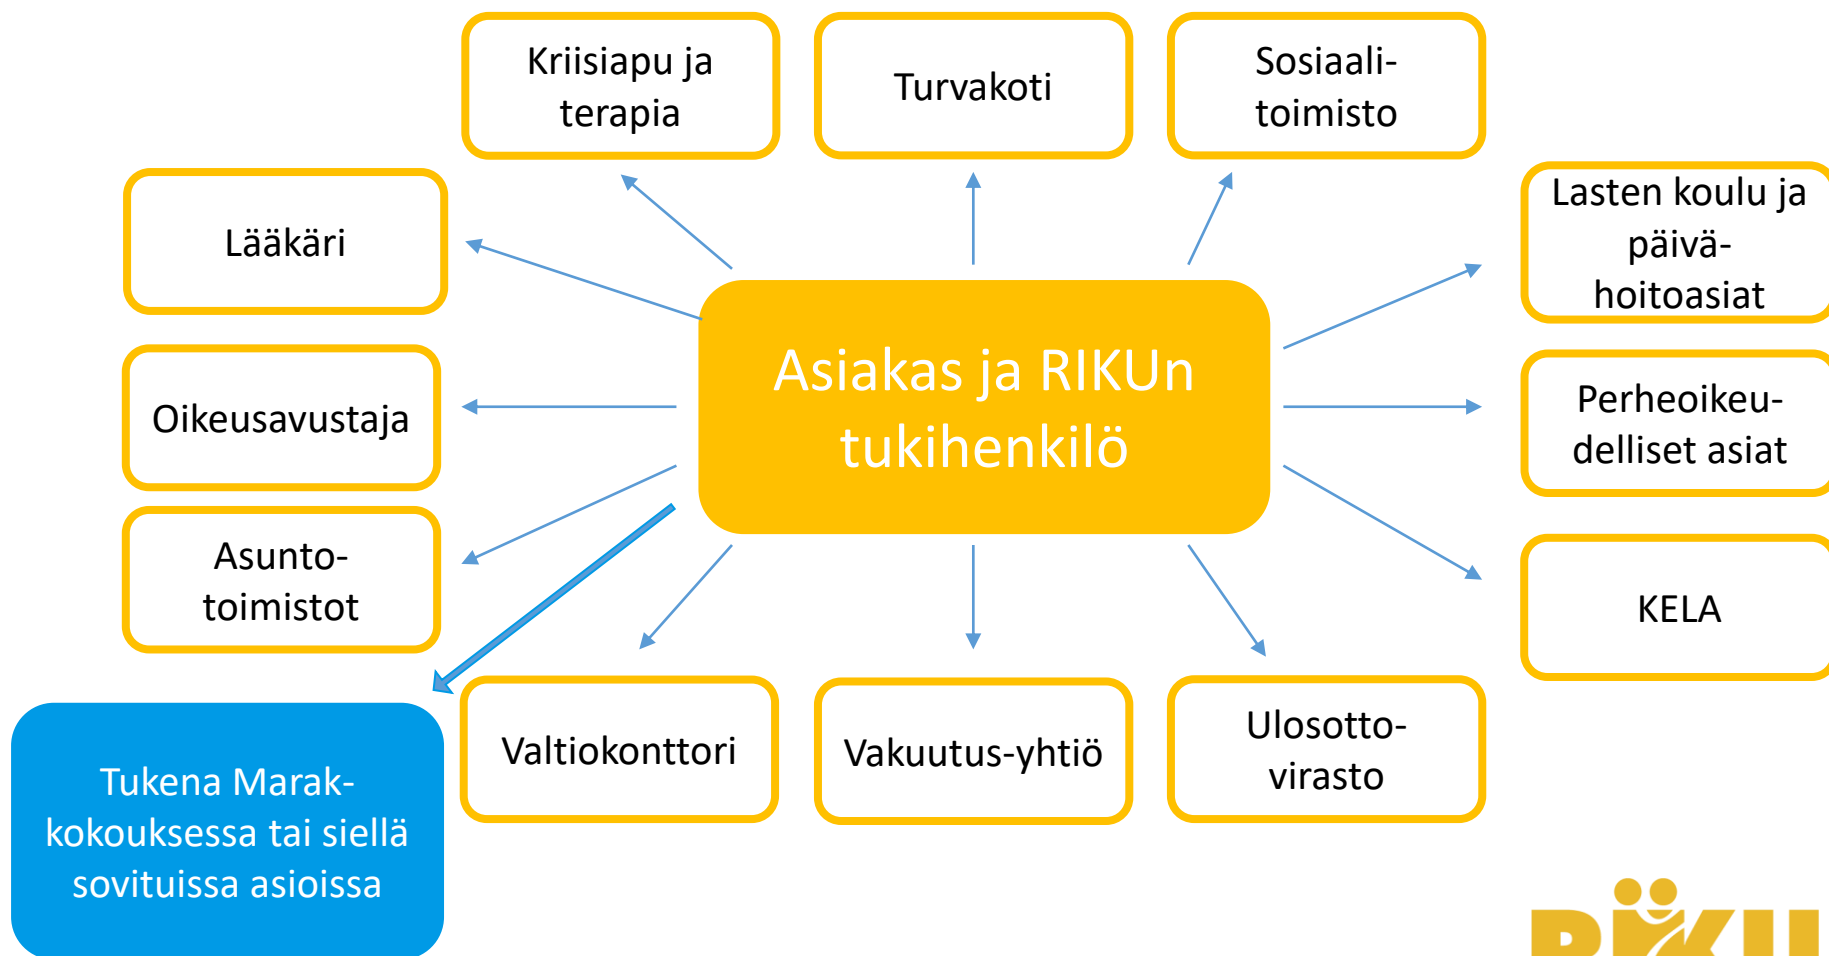 Kriisiapu ja
terapia
Turvakoti
Sosiaali-
toimisto
Lääkäri
Lasten koulu ja
päivä-
hoitoasiat
Asiakas ja RIKUn
tukihenkilö
Oikeusavustaja
Perheoikeu-
delliset asiat
Asunto-
toimistot
KELA
Tukena Marak-
kokouksessa tai siellä
sovituissa asioissa
Valtiokonttori
Vakuutus-yhtiö
Ulosotto-
virasto
RIKU